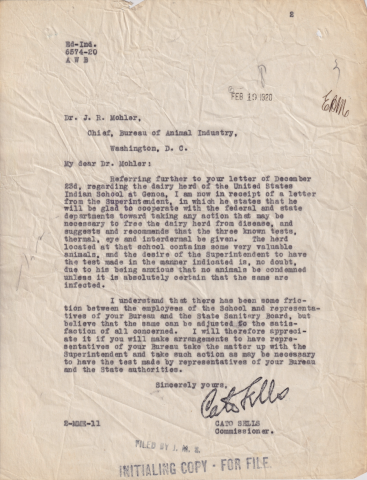 2
Ed-Ind.
6574-20
A W B
FEB 19 1920
Dr. J. R. Mohler,
Chief, Bureau of Animal Industry,
Washington, D. C.
My dear Dr. Mohler:
Referring further to your letter of December
23d, regarding the dairy herd of the United States
Indian School at Genoa, I am now in receipt of a letter
from the Superintendent, in which he states that he
will be glad to cooperate with the federal and state
departments toward taking any action that may be
necessary to free the dairy herd from disease, and
suggests and recommends that the three known tests,
thermal, eye and interdermal be given. The herd
located at that school contains some very valuable
animals, and the desire of the Superintendent to have
the test made in the manner indicated is, no doubt,
due to his being anxious that no animals be condemned
unless it is absolutely certain that the same are
infected.
I understand that there has been some fric-
tion between the employees of the School and representa-
tives of your Bureau and the State Sanitary Board, but
believe that the same can be adjusted to the satis-
faction of all concerned. I will therefore appreci-
ate it if you will make arrangements to have repre-
sentatives of your Bureau take the matter up with the
Superintendent and take such action as may be necessary
to have the test made by representatives of your Bureau
and the State authorities.
Sincerely yours,
Cato Sells
2-MMH-11
CATO SELLS
Commissioner.
FILED BY
INITIALING COPY - FOR FILE